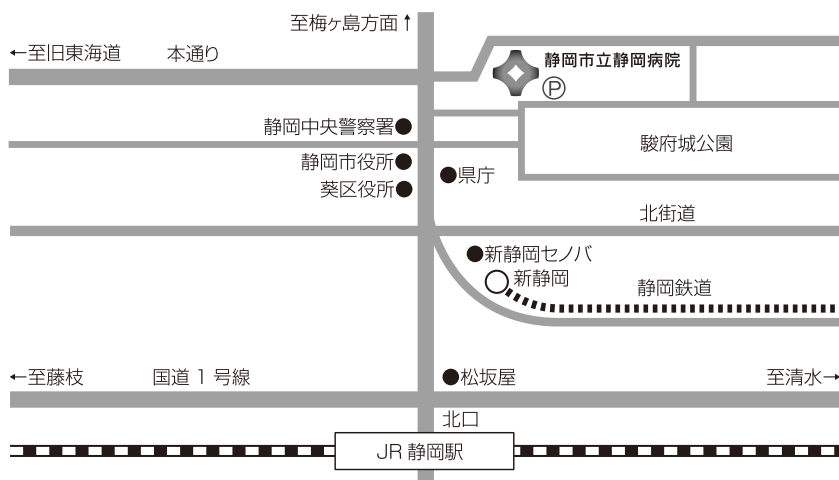 至梅ヶ島方面↑
←至旧東海道
本通り
静岡市立静岡病院
P
静岡中央警察署
駿府城公園
静岡市役所
県庁
葵区役所
北街道
新静岡セノバ
新静岡
静岡鉄道
←至藤枝
国道 1 号線
松坂屋
至清水→
北口
JR 静岡駅